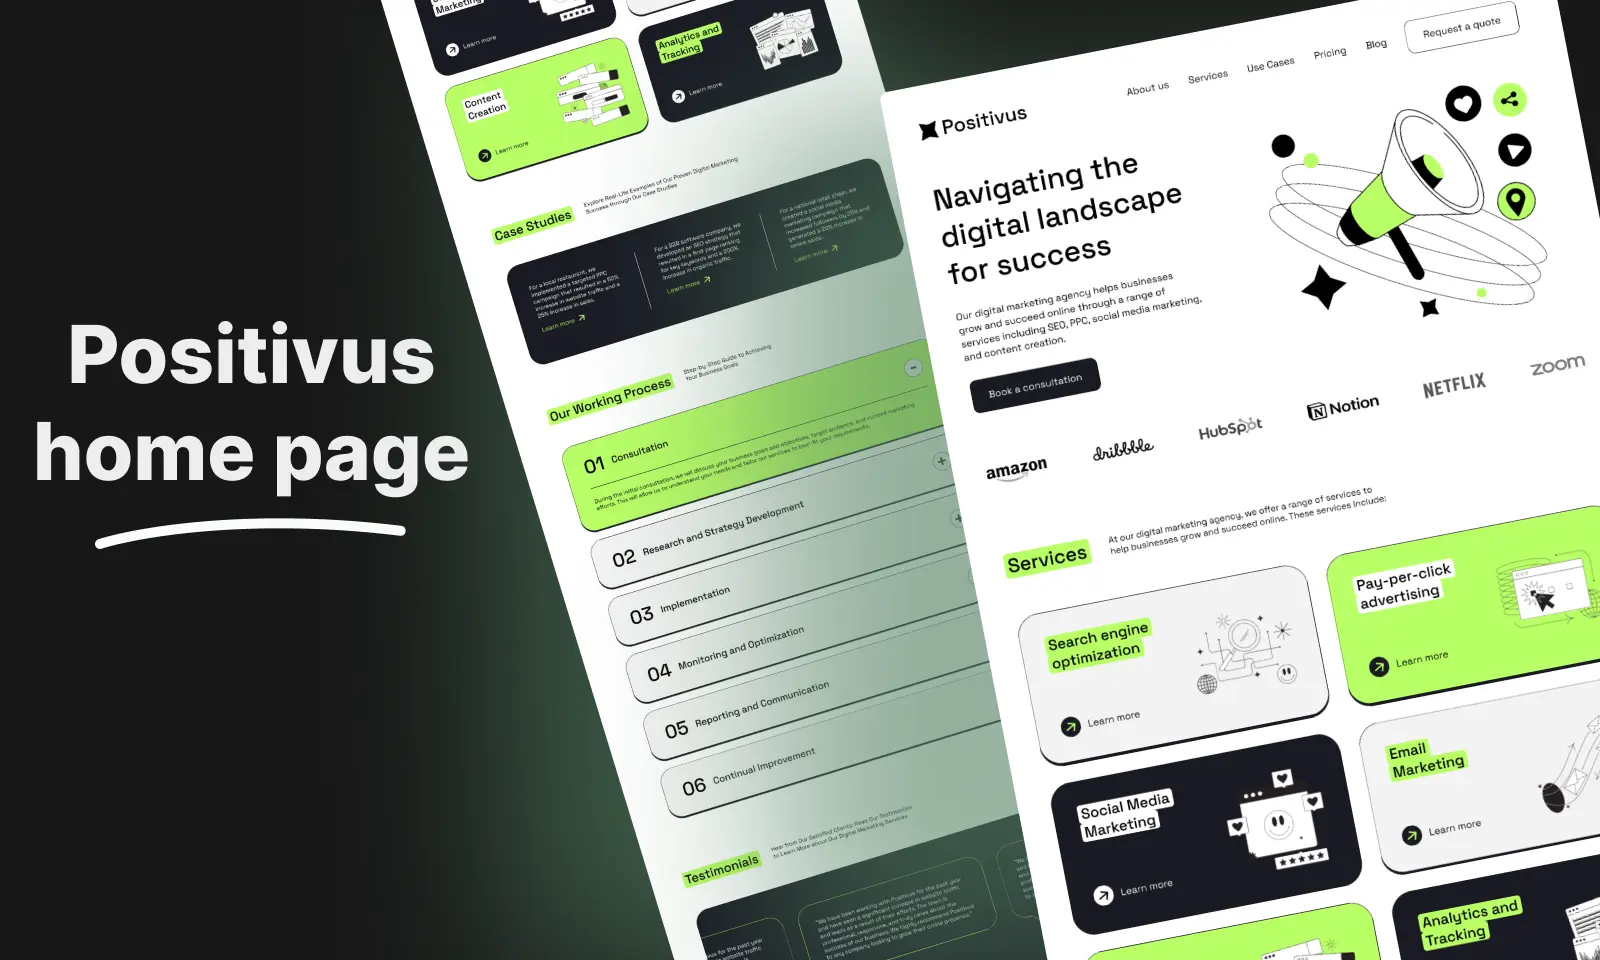 Positivus
home page
Marketing
Learn more
Analytics and
Tracking
Learn more
Content
Creation
Learn more
Case Studies
Explore Real-Life Examples of Our Proven Digital Marketing
Success through Our Case Studies
For a local restaurant, we
implemented a targeted PPC
campaign that resulted in a 50%
increase in website traffic and a
25% increase in sales.
Learn more
For a B2B software company, we
developed an SEO strategy that
resulted in a first page ranking
for key keywords and a 200%
increase in organic traffic.
Learn more
For a national retail chain, we
created a social media
marketing campaign that
increased followers by 25% and
generated a 20% increase in
online sales.
Learn more
Our Working Process
Step-by-Step Guide to Achieving
Your Business Goals
01 Consultation
During the initial consultation, we will discuss your business goals and objectives, target audience, and current marketing
efforts. This will allow us to understand your needs and tailor our services to best fit your requirements.
02 Research and Strategy Development
03 Implementation
04 Monitoring and Optimization
05 Reporting and Communication
06 Continual Improvement
Testimonials
Hear from Our Satisfied Clients: Read Our Testimonials
to Learn More about Our Digital Marketing Services
us for the past year
website traffic
"We have been working with Positivus for the past year
and have seen a significant increase in website traffic
and leads as a result of their efforts. The team is
professional, responsive, and truly cares about the
success of our business. We highly recommend Positivus
to any company looking to grow their online presence."
Positivus
About us
Services
Use Cases
Pricing
Blog
Request a quote
Navigating the
digital landscape
for success
Our digital marketing agency helps businesses
grow and succeed online through a range of
services including SEO, PPC, social media marketing,
and content creation.
Book a consultation
amazon
dribbble
HubSpot
Notion
NETFLIX
zoom
Services
At our digital marketing agency, we offer a range of services to
help businesses grow and succeed online. These services include:
Search engine
optimization
Learn more
Pay-per-click
advertising
Learn more
Social Media
Marketing
Learn more
Email
Marketing
Learn more
Analytics and
Tracking